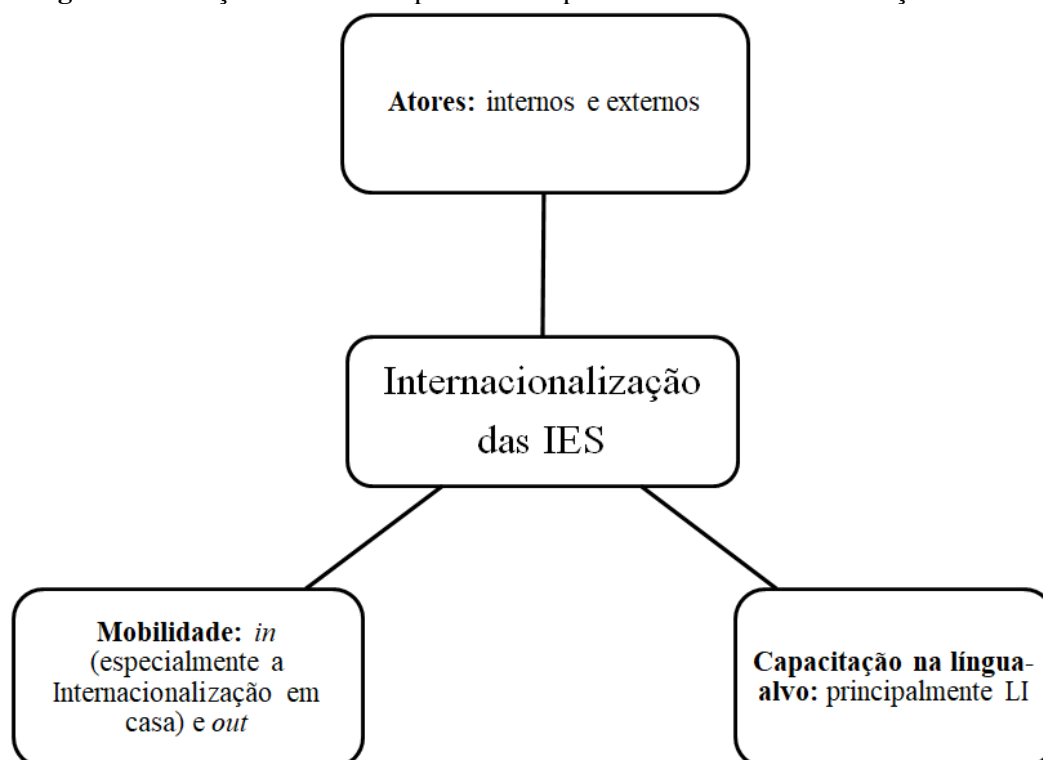 Atores: internos e externos
Internacionalização
das IES
Mobilidade: in
(especialmente a
Internacionalização em
casa) e out
Capacitação na língua-
alvo: principalmente LI